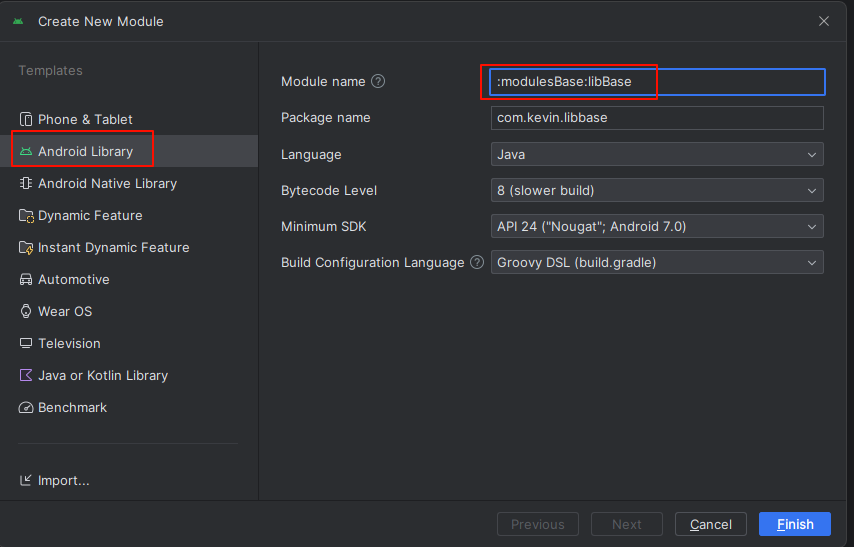 Create New Module
Templates
Phone & Tablet
Android Library
Android Native Library
Dynamic Feature
Instant Dynamic Feature
Automotive
Wear OS
Television
Java or Kotlin Library
Benchmark
Import...
Module name ?
:modulesBase:libBase
Package name
com.kevin.libbase
Language
Java
Bytecode Level
8 (slower build)
Minimum SDK
API 24 ("Nougat"; Android 7.0)
Build Configuration Language ?
Groovy DSL (build.gradle)
Previous
Next
Cancel
Finish